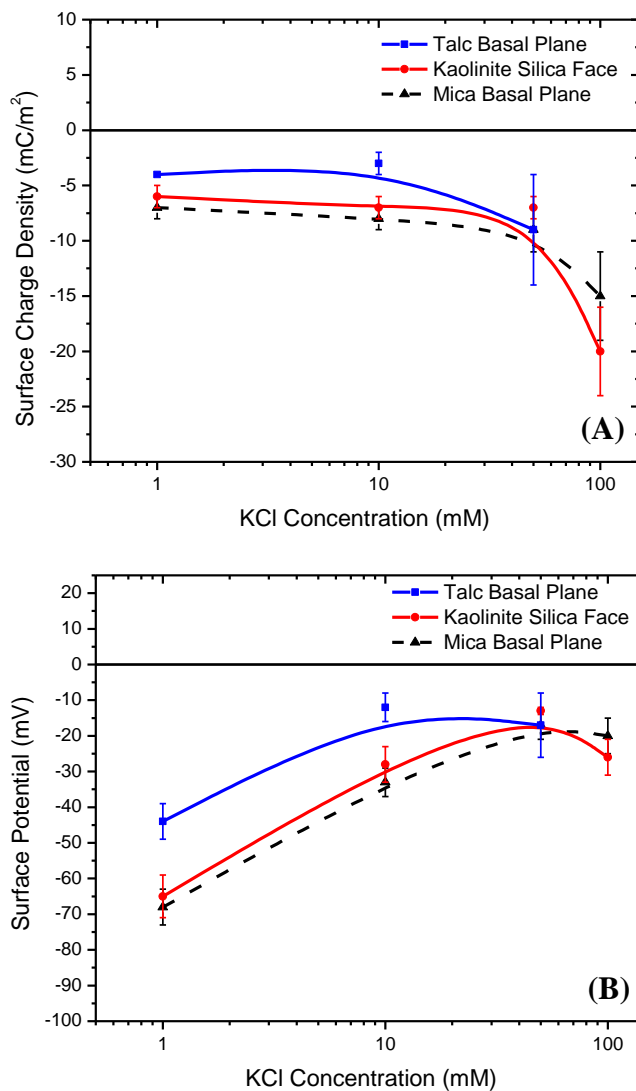 10
5
0
-5
-10
-15
-20
-25
-30
Surface Charge Density (mC/m²)
Talc Basal Plane
Kaolinite Silica Face
Mica Basal Plane
(A)
1 10 100
KCl Concentration (mM)
20
10
0
-10
-20
-30
-40
-50
-60
-70
-80
-90
-100
Surface Potential (mV)
Talc Basal Plane
Kaolinite Silica Face
Mica Basal Plane
(B)
1 10 100
KCl Concentration (mM)